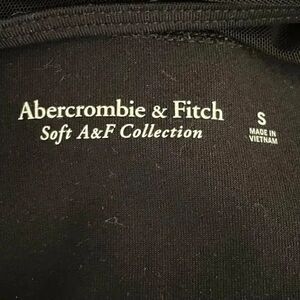 Abercrombie & Fitch
Soft A&F Collection
S
MADE IN
VIETNAM